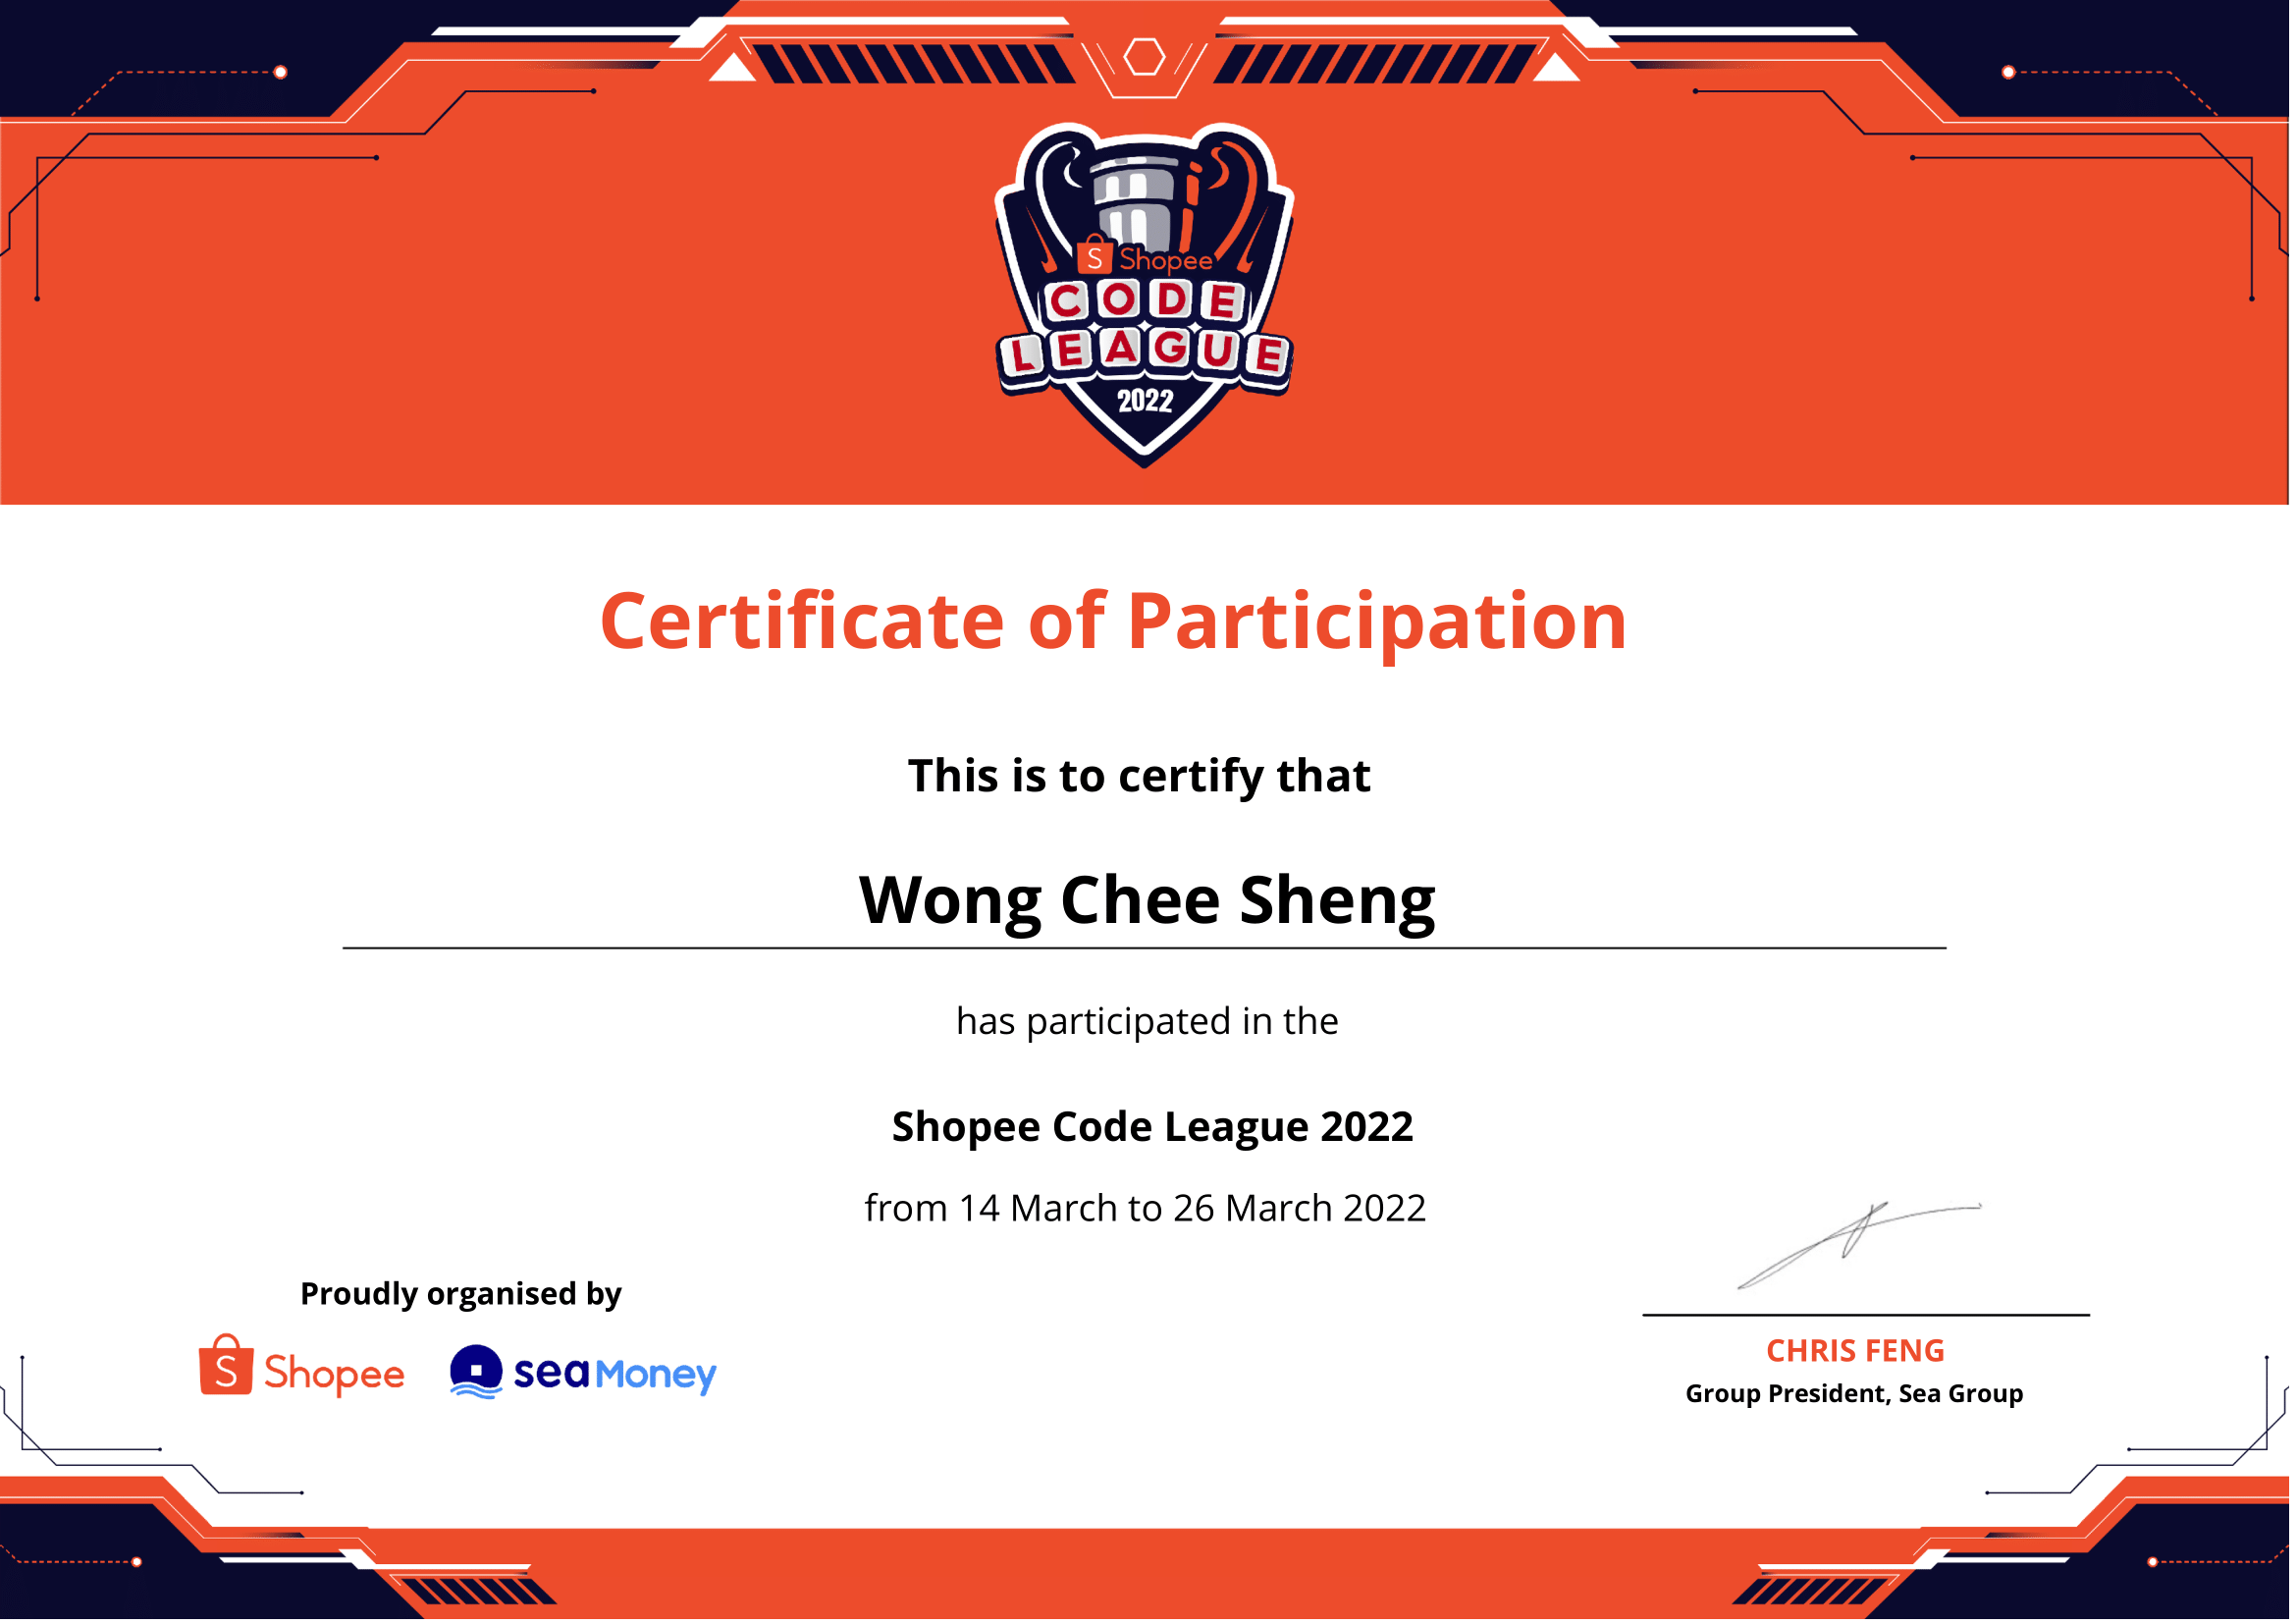 Shopee
CODE
LEAGUE
2022
Certificate of Participation
This is to certify that
Wong Chee Sheng
has participated in the
Shopee Code League 2022
from 14 March to 26 March 2022
Proudly organised by
Shopee
sea Money
CHRIS FENG
Group President, Sea Group